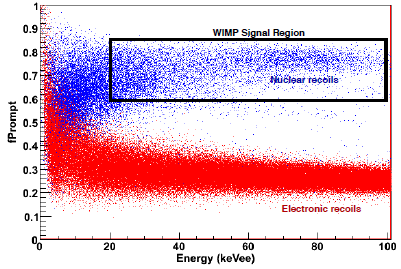 1
0.9
0.8
0.7
0.6
0.5
0.4
0.3
0.2
0.1
0
fPrompt
WIMP Signal Region
Nuclear recoils
Electronic recoils
0 20 40 60 80 100
Energy (keVee)